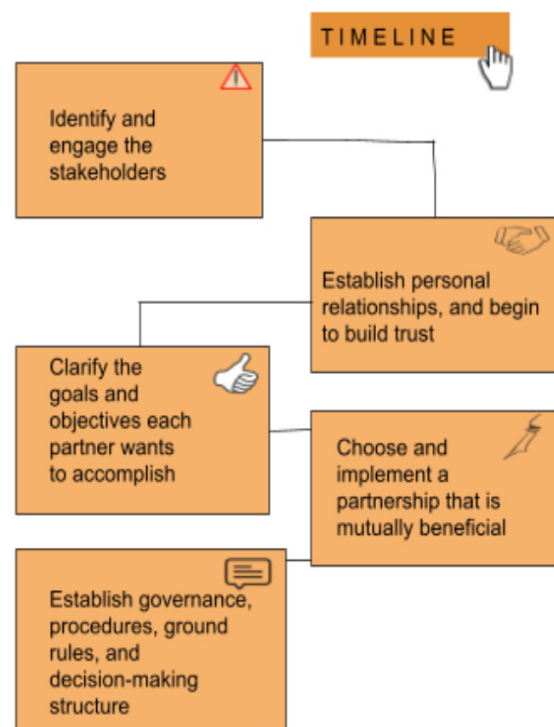 TIMELINE
Identify and
engage the
stakeholders
Establish personal
relationships, and begin
to build trust
Clarify the
goals and
objectives each
partner wants
to accomplish
Choose and
implement a
partnership that is
mutually beneficial
Establish governance,
procedures, ground
rules, and
decision-making
structure